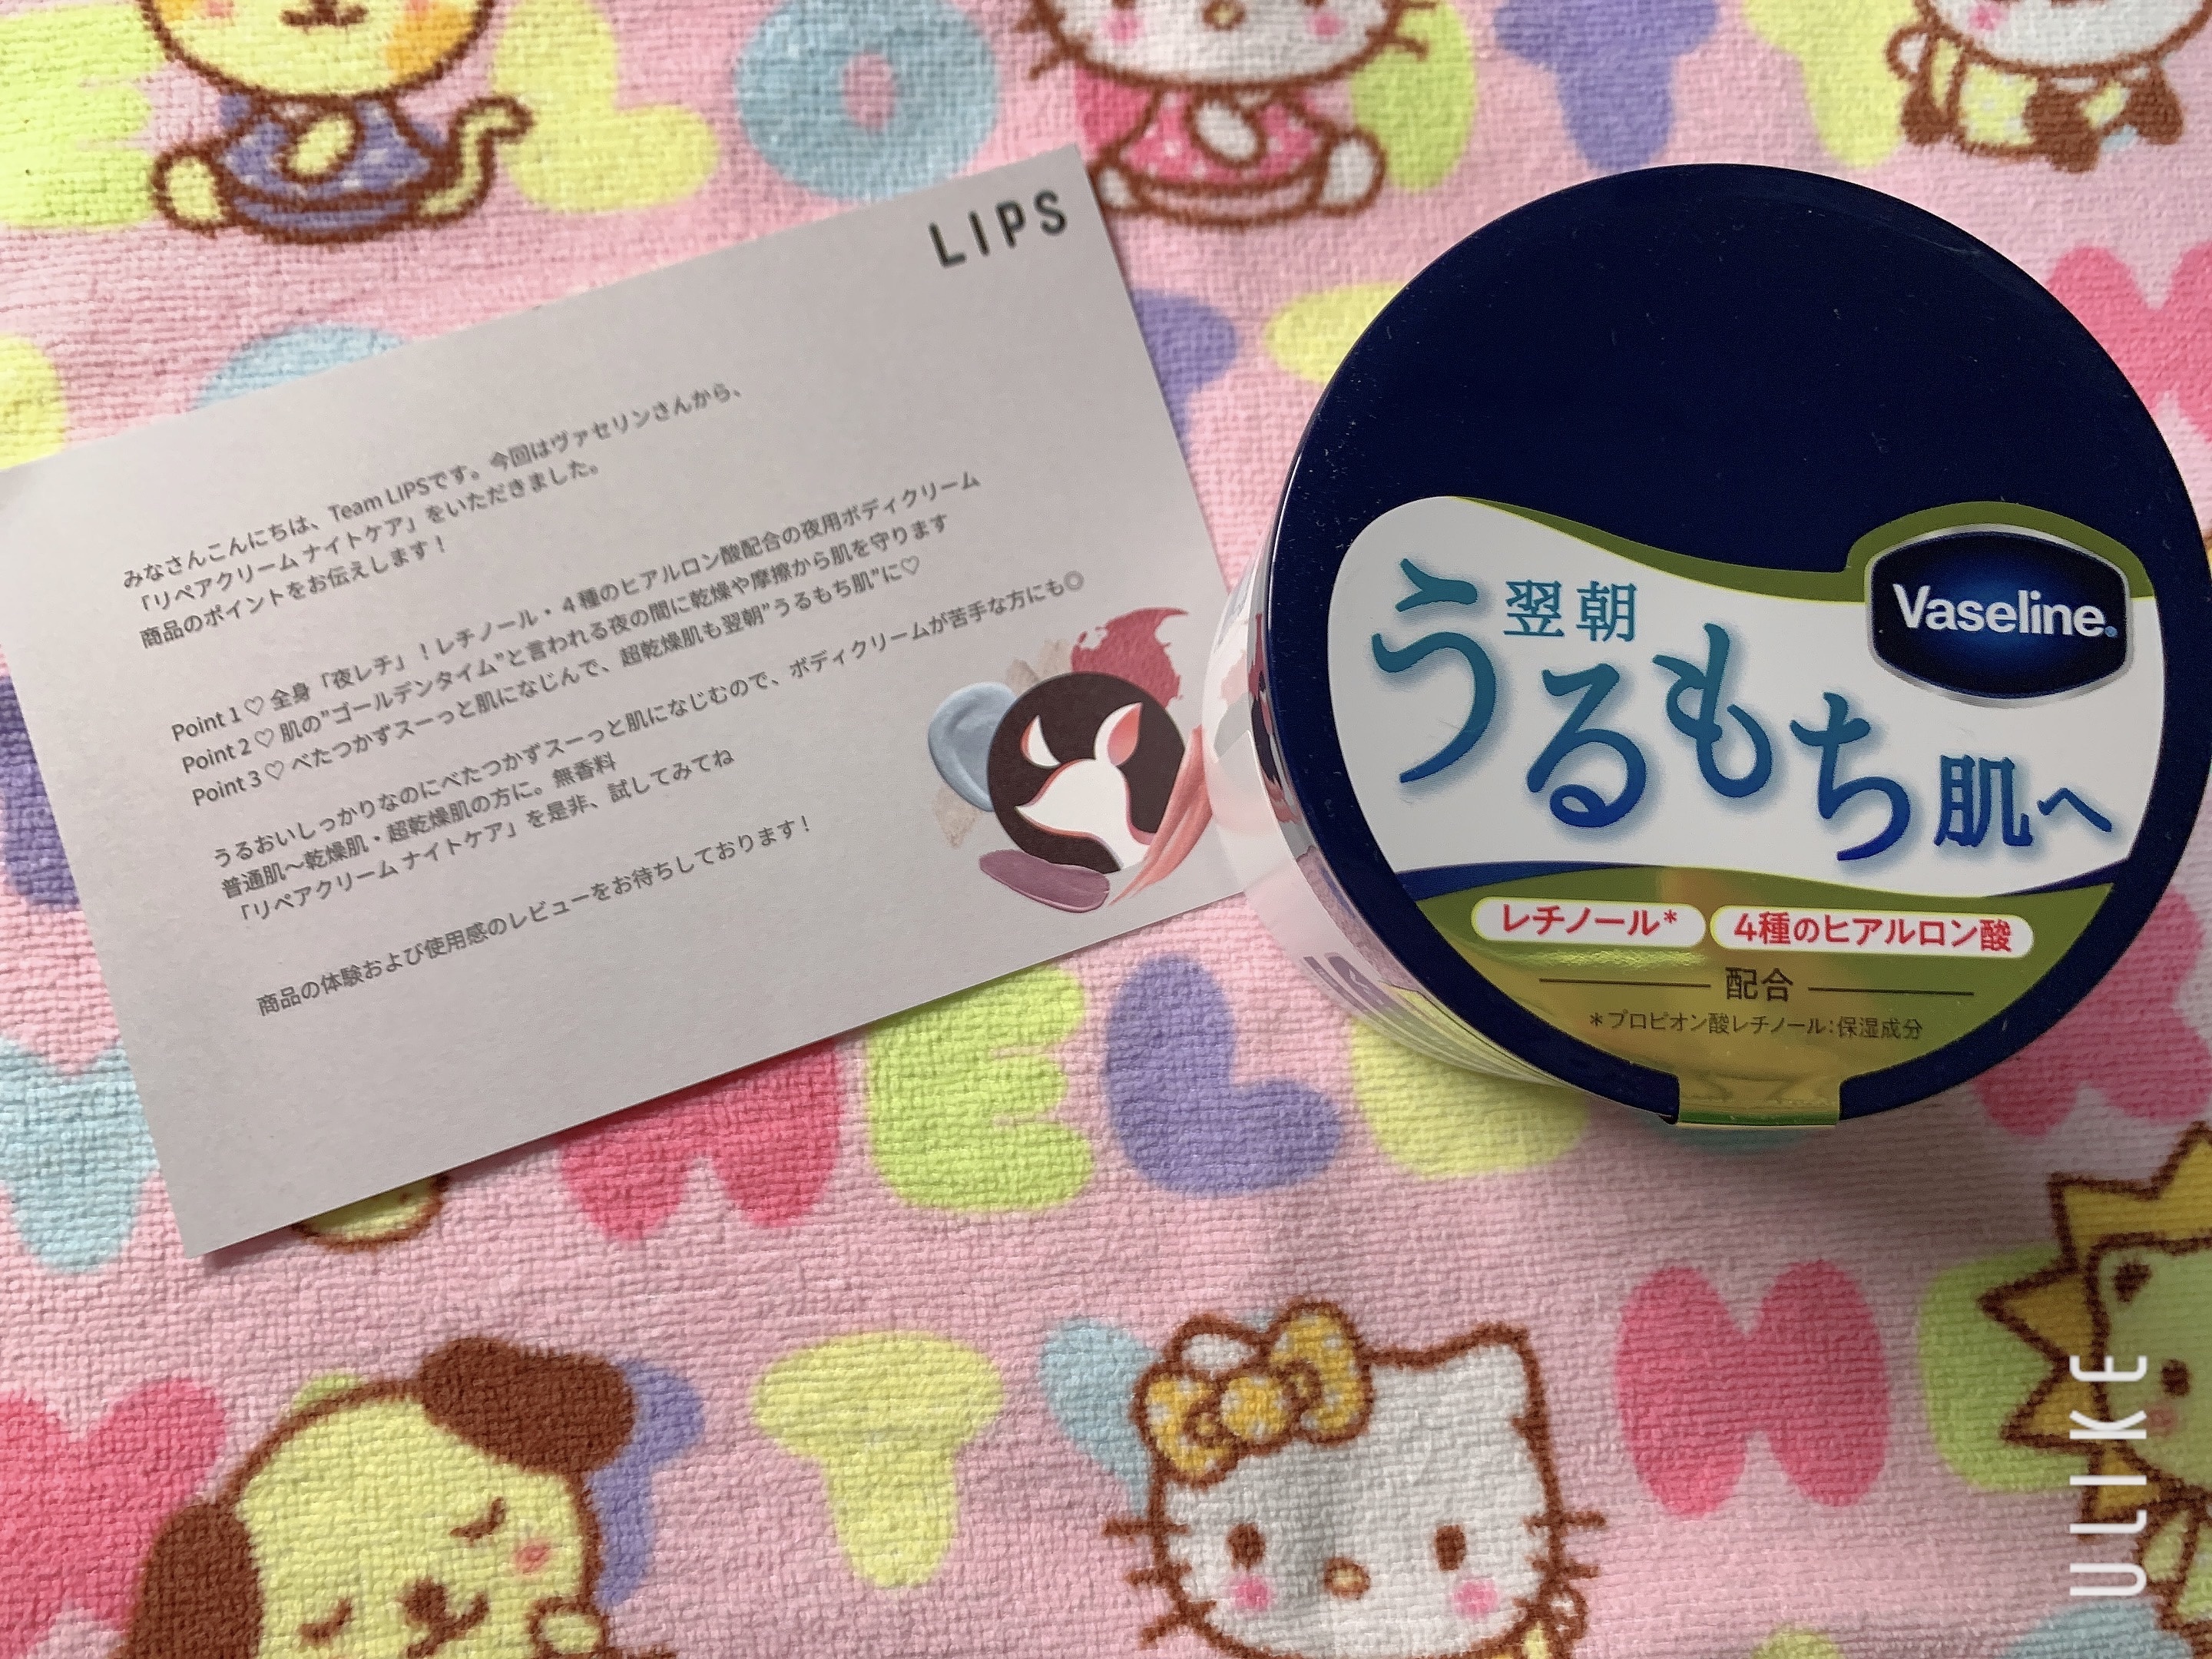 LIPS
みなさんこんにちは、Team LIPSです。今回はヴァセリンさんから、
「リペアクリーム ナイトケア」をいただきました。
商品のポイントをお伝えします！
Point 1♡全身「夜レチ」！レチノール・４種のヒアルロン酸配合の夜用ボディクリーム
Point 2♡肌の”ゴールデンタイム”と言われる夜の間に乾燥や摩擦から肌を守ります
Point 3♡べたつかずスーっと肌になじんで、超乾燥肌も翌朝”うるもち肌”に♡
うるおいしっかりなのにべたつかずスーっと肌になじむので、ボディクリームが苦手な方にも◎
普通肌〜乾燥肌・超乾燥肌の方に。無香料
「リペアクリーム ナイトケア」を是非、試してみてね
商品の体験および使用感のレビューをお待ちしております！
Vaseline®
翌朝
うるもち肌へ
レチノール* 4種のヒアルロン酸
配合
*プロピオン酸レチノール:保湿成分
ULIKE